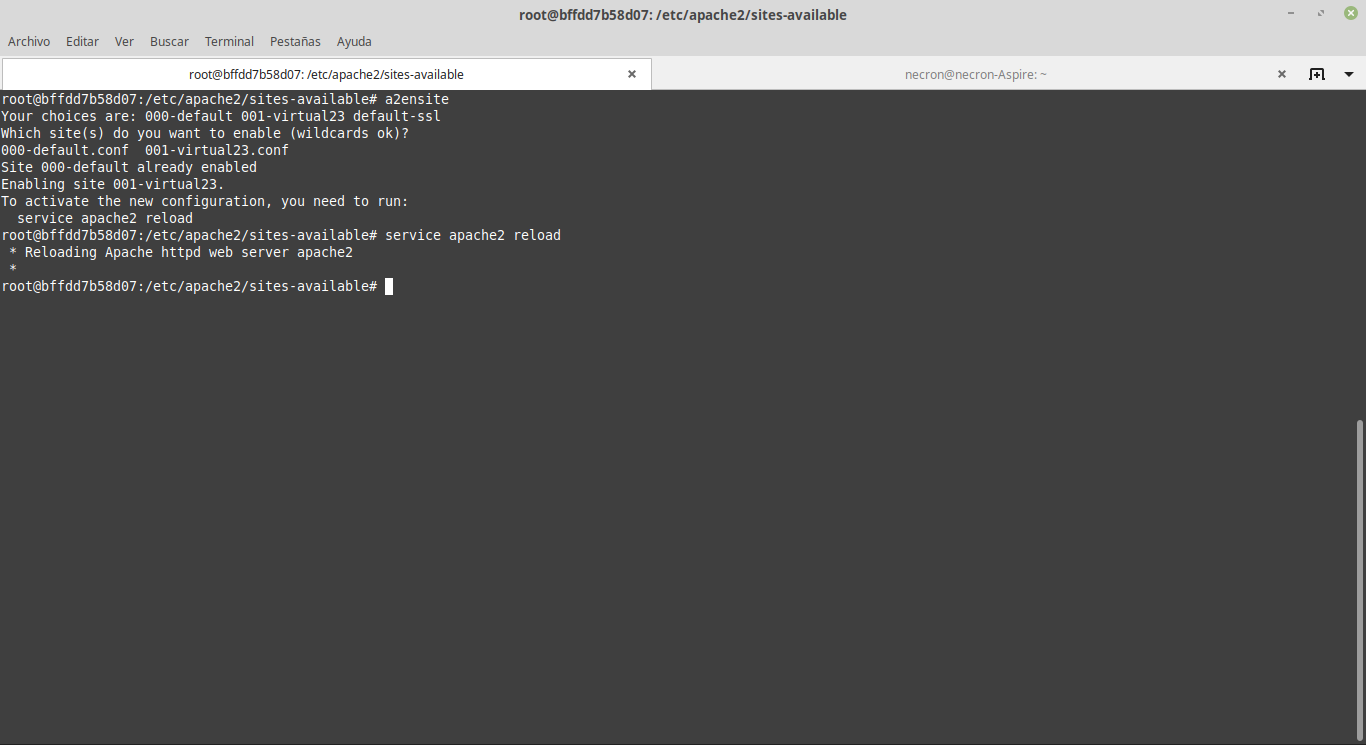 root@bffdd7b58d07: /etc/apache2/sites-available
Archivo Editar Ver Buscar Terminal Pestañas Ayuda
root@bffdd7b58d07: /etc/apache2/sites-available
necron@necron-Aspire: ~
root@bffdd7b58d07:/etc/apache2/sites-available# a2ensite
Your choices are: 000-default 001-virtual23 default-ssl
Which site(s) do you want to enable (wildcards ok)?
000-default.conf  001-virtual23.conf
Site 000-default already enabled
Enabling site 001-virtual23.
To activate the new configuration, you need to run:
  service apache2 reload
root@bffdd7b58d07:/etc/apache2/sites-available# service apache2 reload
 * Reloading Apache httpd web server apache2
 *
root@bffdd7b58d07:/etc/apache2/sites-available#